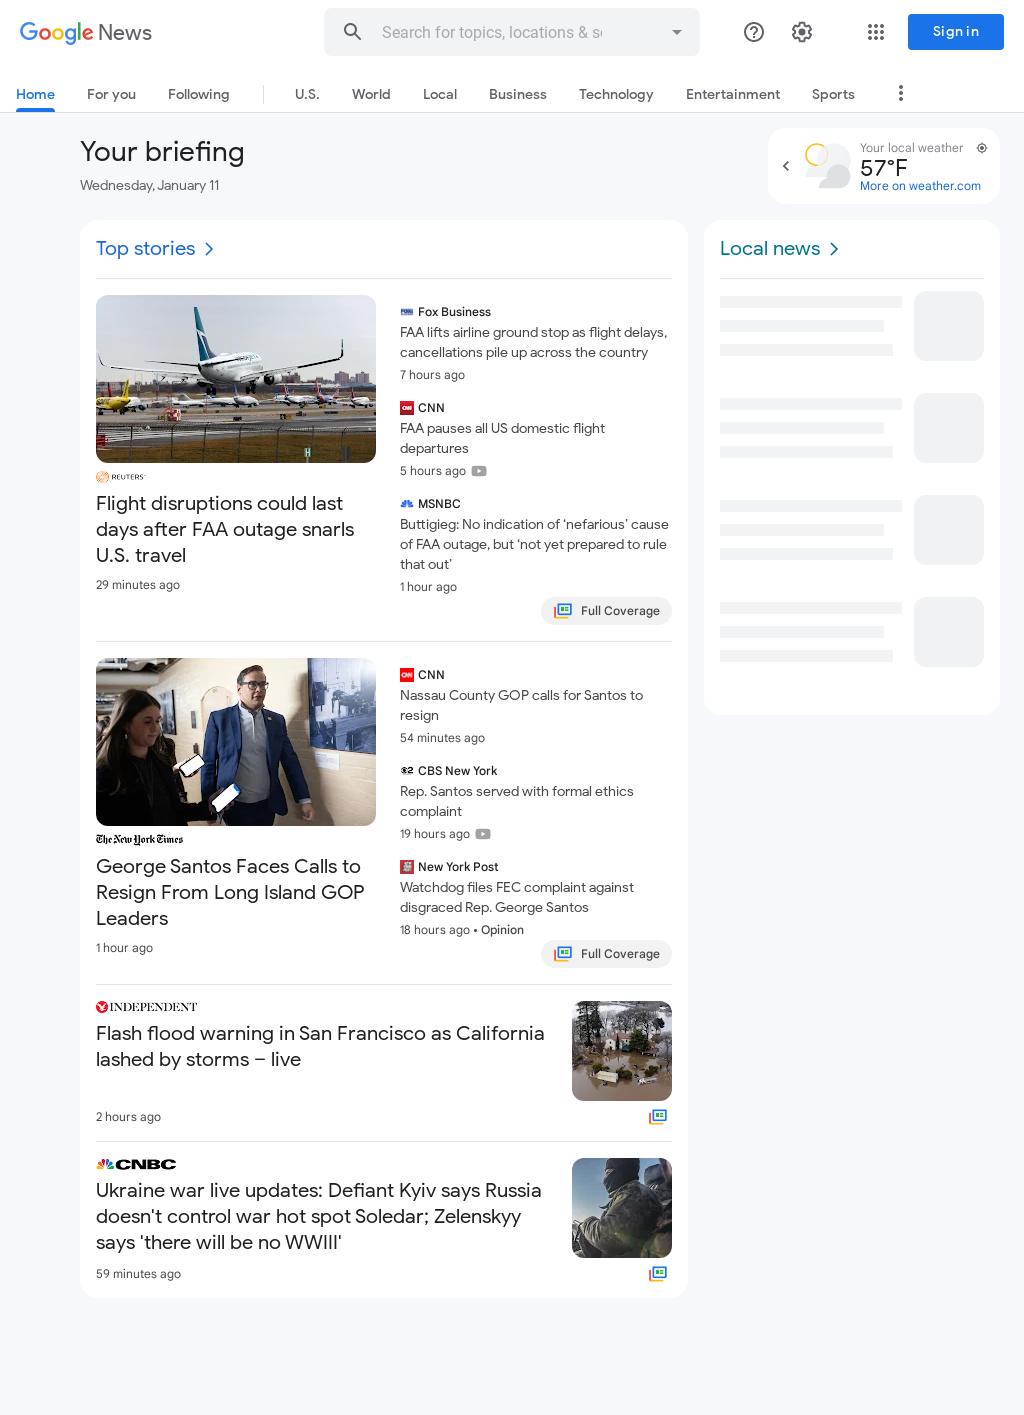 Google News
Search for topics, locations & so
Sign in
Home For you Following U.S. World Local Business Technology Entertainment Sports
Your briefing
Wednesday, January 11
Your local weather
57°F
More on weather.com
Top stories
REUTERS
Flight disruptions could last
days after FAA outage snarls
U.S. travel
29 minutes ago
Fox Business
FAA lifts airline ground stop as flight delays,
cancellations pile up across the country
7 hours ago
CNN
FAA pauses all US domestic flight
departures
5 hours ago
MSNBC
Buttigieg: No indication of ‘nefarious’ cause
of FAA outage, but ‘not yet prepared to rule
that out’
1 hour ago
Full Coverage
The New York Times
George Santos Faces Calls to
Resign From Long Island GOP
Leaders
1 hour ago
CNN
Nassau County GOP calls for Santos to
resign
54 minutes ago
CBS New York
Rep. Santos served with formal ethics
complaint
19 hours ago
New York Post
Watchdog files FEC complaint against
disgraced Rep. George Santos
18 hours ago • Opinion
Full Coverage
INDEPENDENT
Flash flood warning in San Francisco as California
lashed by storms – live
2 hours ago
CNBC
Ukraine war live updates: Defiant Kyiv says Russia
doesn't control war hot spot Soledar; Zelenskyy
says 'there will be no WWIII'
59 minutes ago
Local news